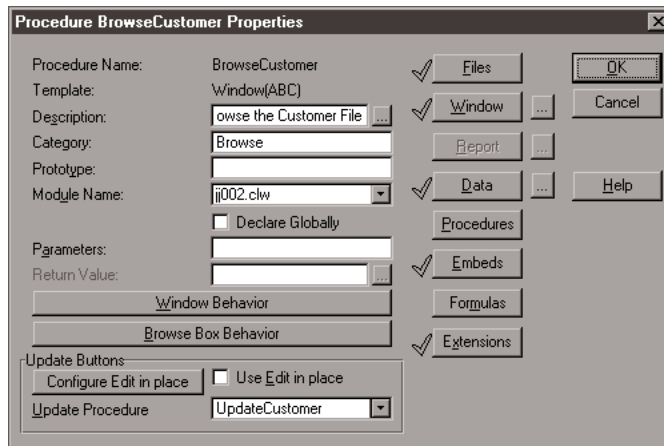 Procedure BrowseCustomer Properties
Procedure Name: BrowseCustomer
Template: Window(ABC)
Description: owse the Customer File ...
Category: Browse
Prototype:
Module Name: jj002.clw
Declare Globally
Parameters:
Return Value: ...
Window Behavior
Browse Box Behavior
Update Buttons
Configure Edit in place Use Edit in place
Update Procedure UpdateCustomer
Files
Window ...
Report ...
Data ...
Procedures
Embeds
Formulas
Extensions
OK
Cancel
Help